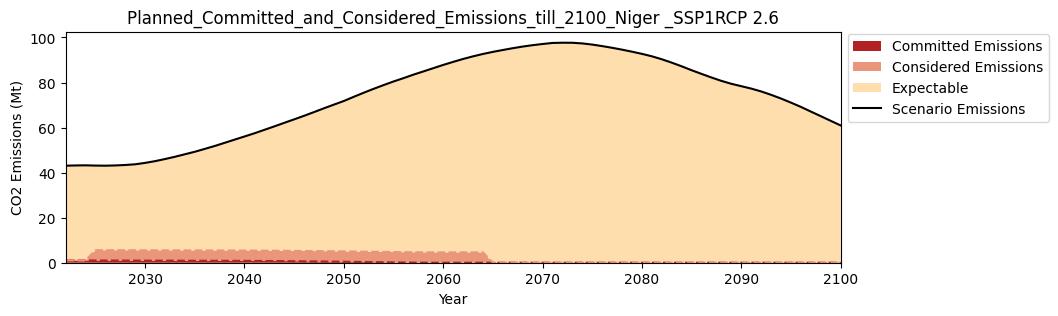 Planned_Committed_and_Considered_Emissions_till_2100_Niger _SSP1RCP 2.6
CO2 Emissions (Mt)
100
80
60
40
20
0
2030 2040 2050 2060 2070 2080 2090 2100
Year
Committed Emissions
Considered Emissions
Expectable
Scenario Emissions